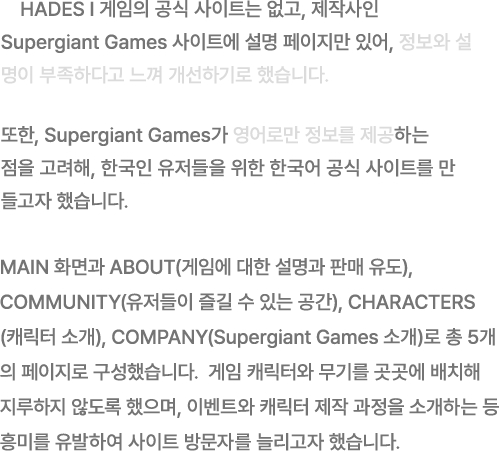 HADES I 게임의 공식 사이트는 없고, 제작사인
Supergiant Games 사이트에 설명 페이지만 있어, 정보와 설
명이 부족하다고 느껴 개선하기로 했습니다.
또한, Supergiant Games가 영어로만 정보를 제공하는
점을 고려해, 한국인 유저들을 위한 한국어 공식 사이트를 만
들고자 했습니다.
MAIN 화면과 ABOUT(게임에 대한 설명과 판매 유도),
COMMUNITY(유저들이 즐길 수 있는 공간), CHARACTERS
(캐릭터 소개), COMPANY(Supergiant Games 소개)로 총 5개
의 페이지로 구성했습니다. 게임 캐릭터와 무기를 곳곳에 배치해
지루하지 않도록 했으며, 이벤트와 캐릭터 제작 과정을 소개하는 등
흥미를 유발하여 사이트 방문자를 늘리고자 했습니다.